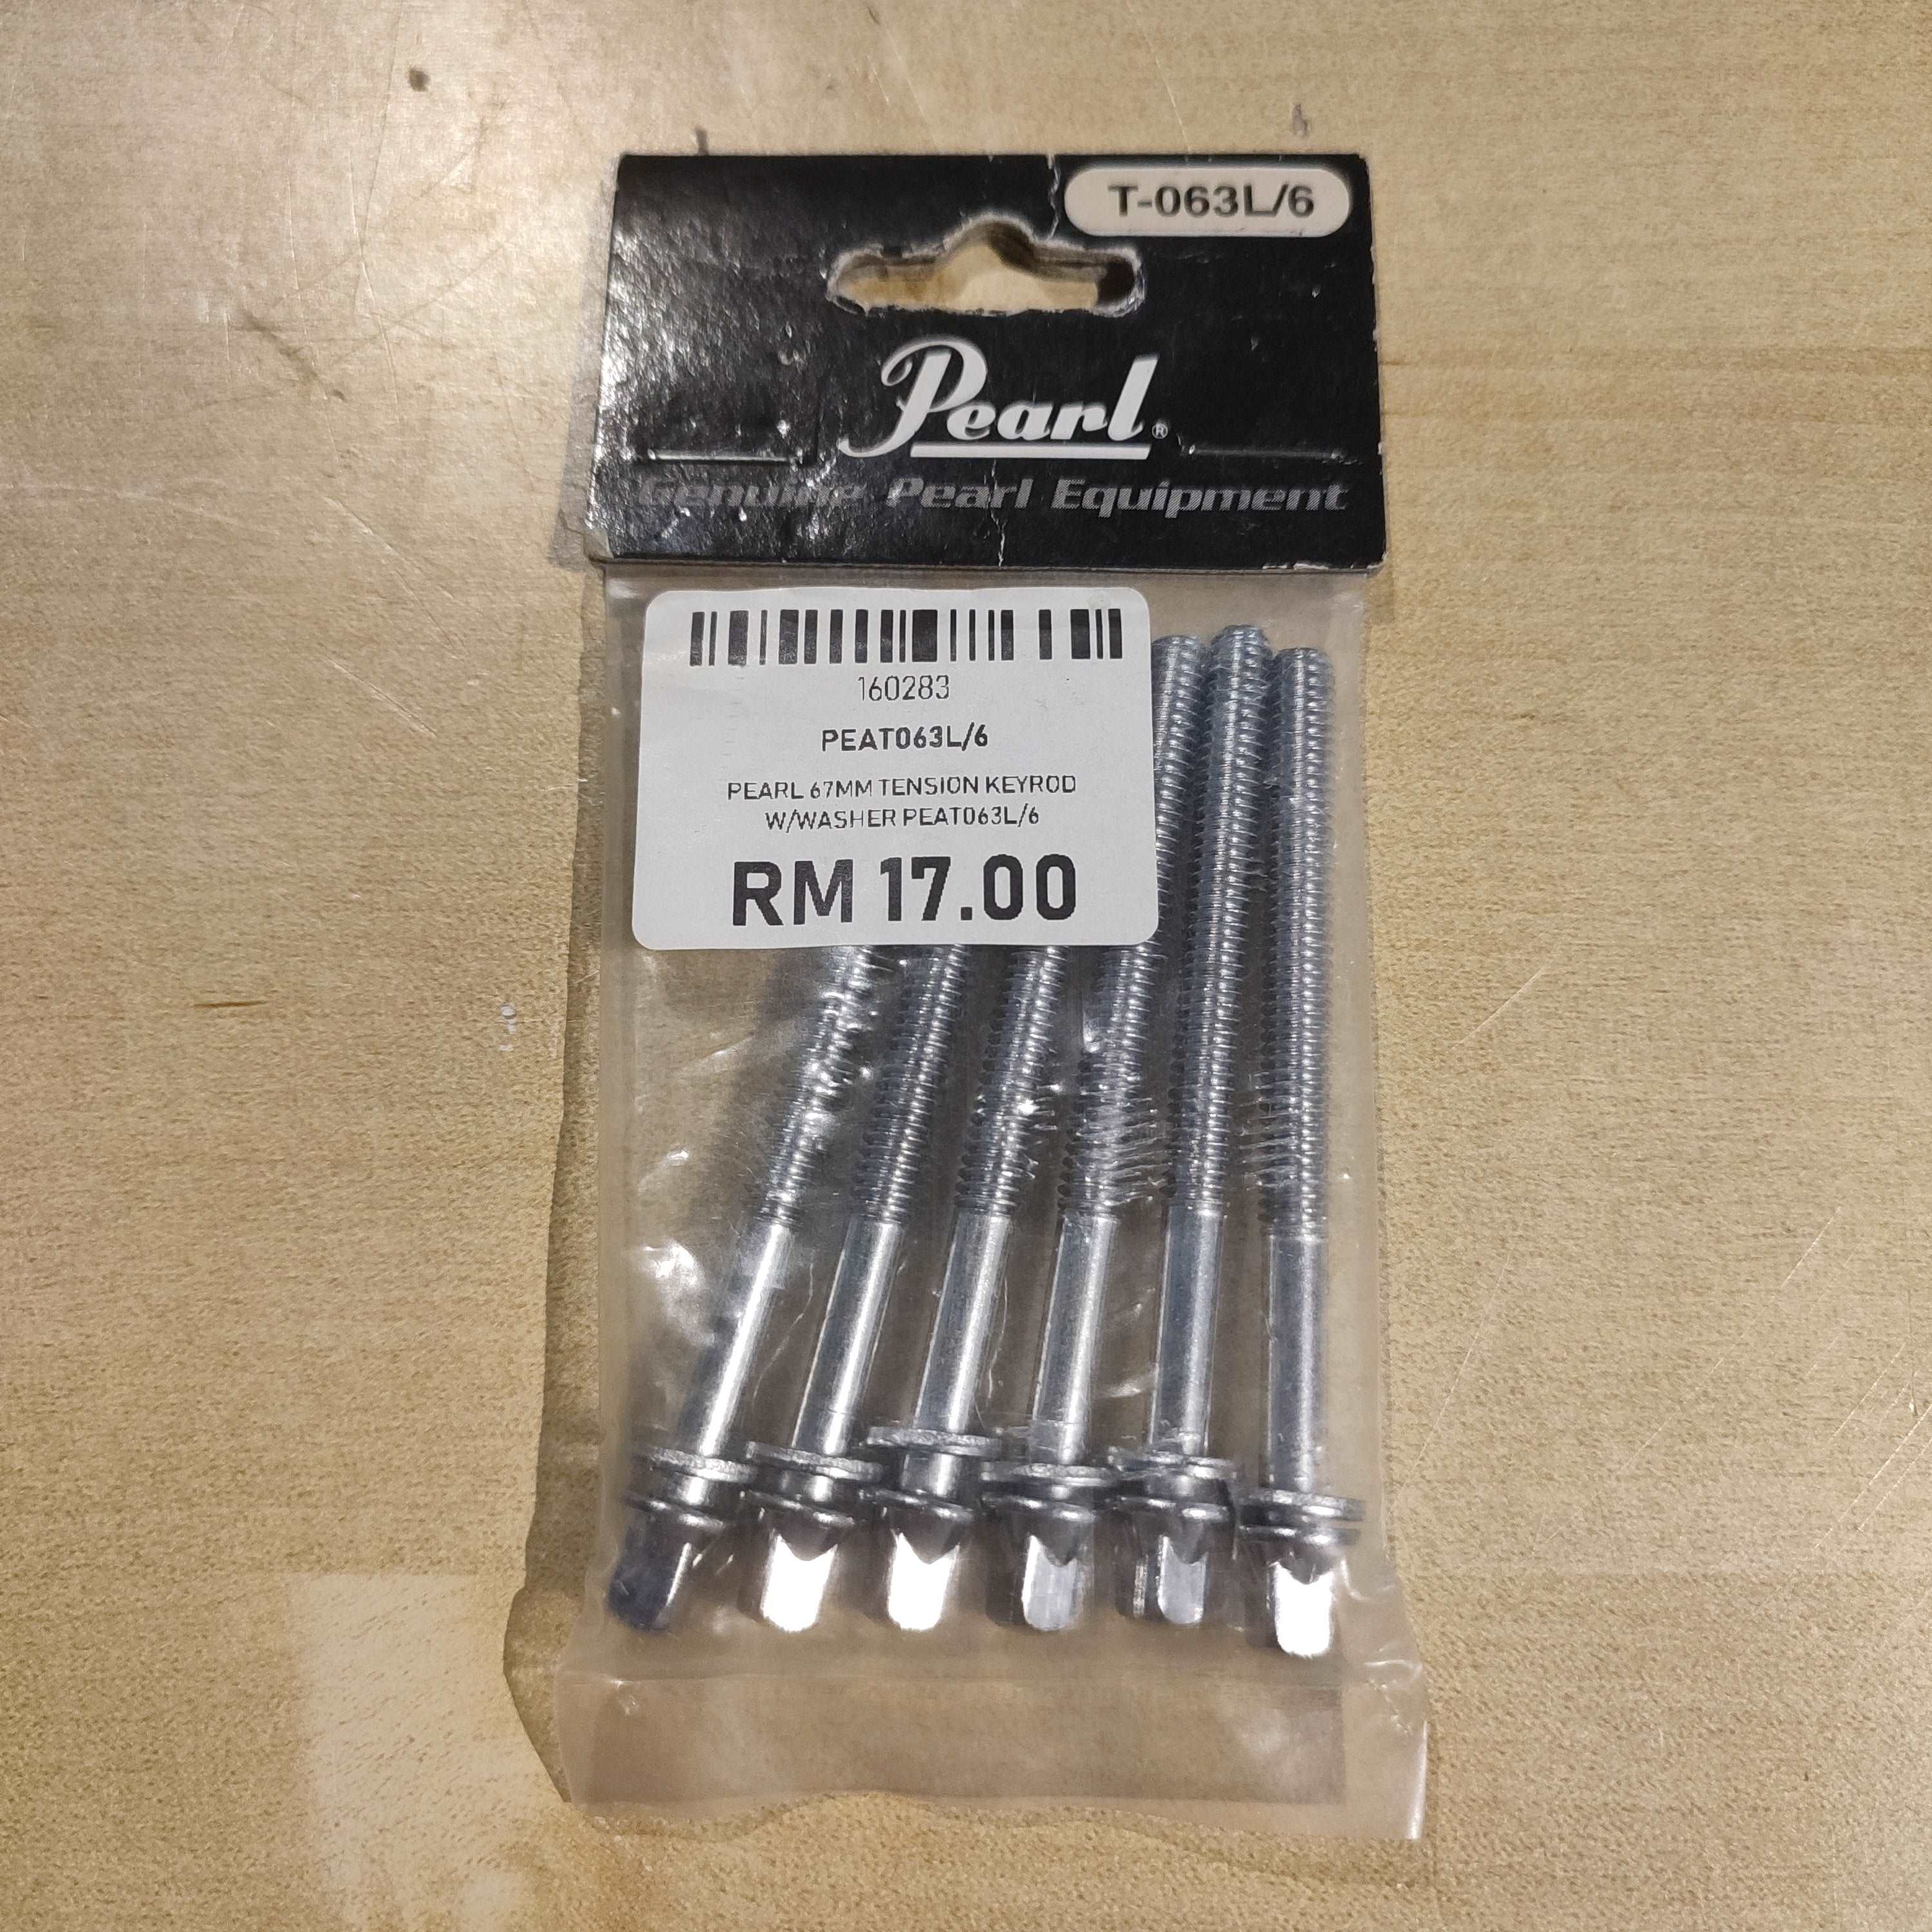 T-063L/6
Pearl®
Genuine Pearl Equipment
160283
PEAT063L/6
PEARL 67MM TENSION KEYROD
W/WASHER PEAT063L/6
RM 17.00